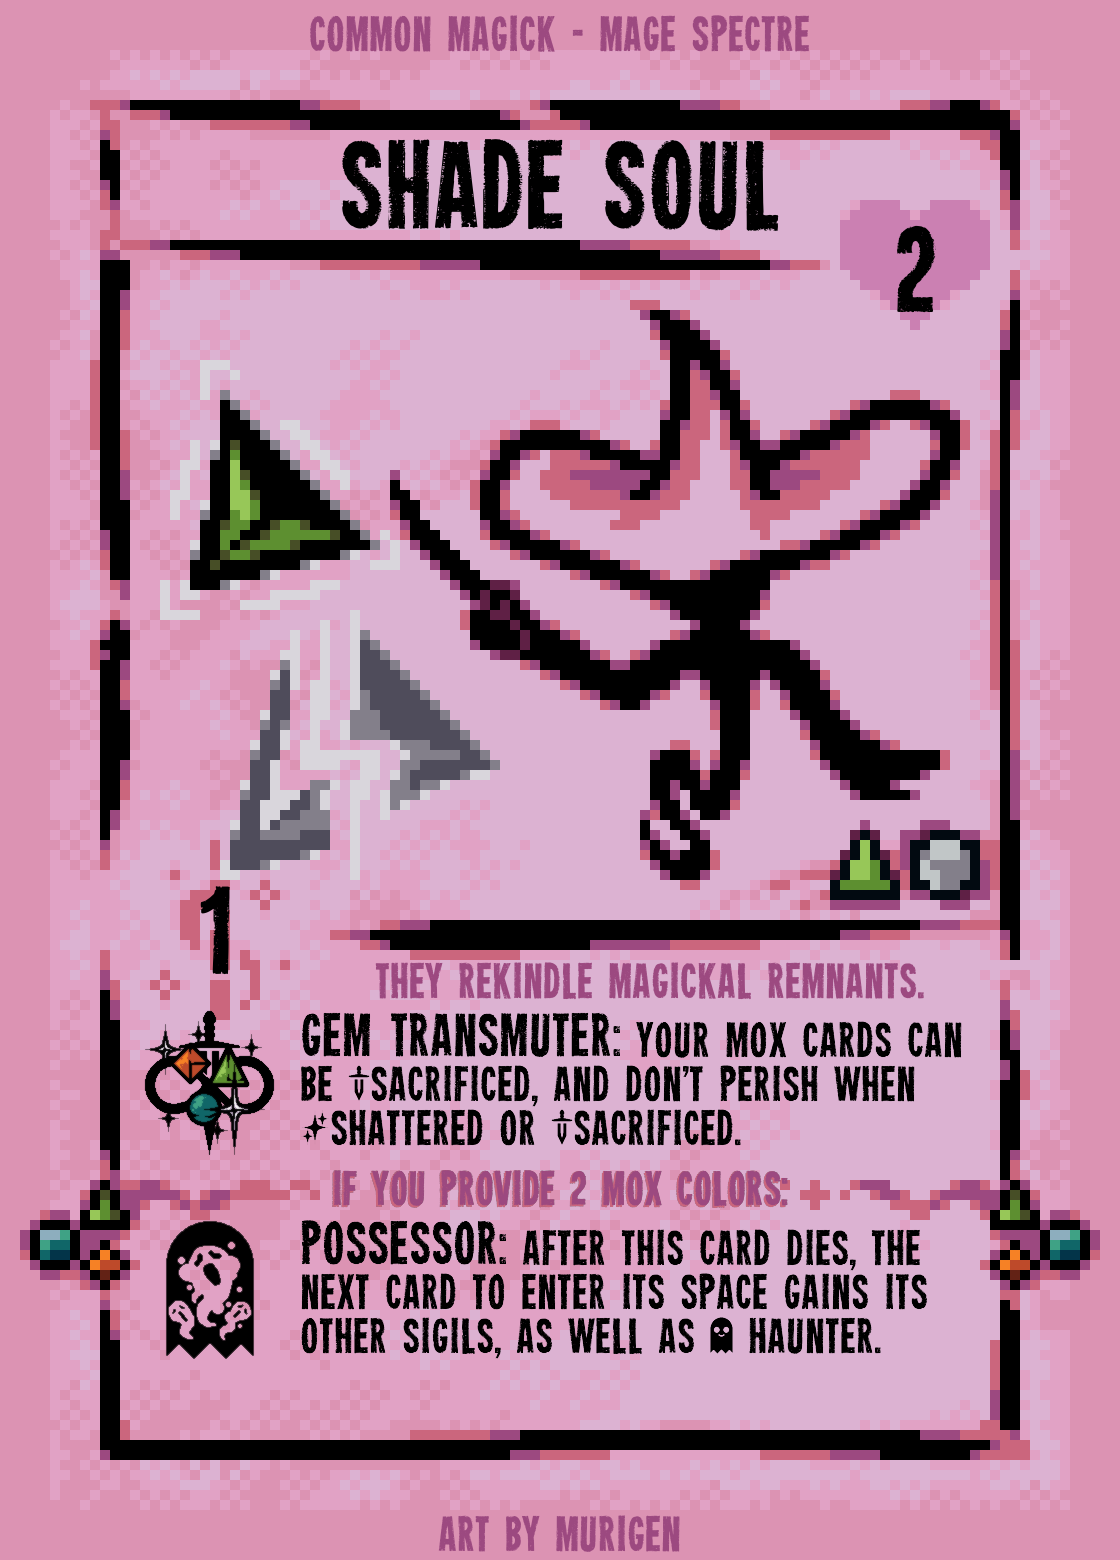 COMMON MAGICK - MAGE SPECTRE
SHADE SOUL
2
1
THEY REKINDLE MAGICKAL REMNANTS.
GEM TRANSMUTER: YOUR MOX CARDS CAN
BE SACRIFICED, AND DON'T PERISH WHEN
SHATTERED OR SACRIFICED.
IF YOU PROVIDE 2 MOX COLORS:
POSSESSOR: AFTER THIS CARD DIES, THE
NEXT CARD TO ENTER ITS SPACE GAINS ITS
OTHER SIGILS, AS WELL AS HAUNTER.
ART BY MURIGEN